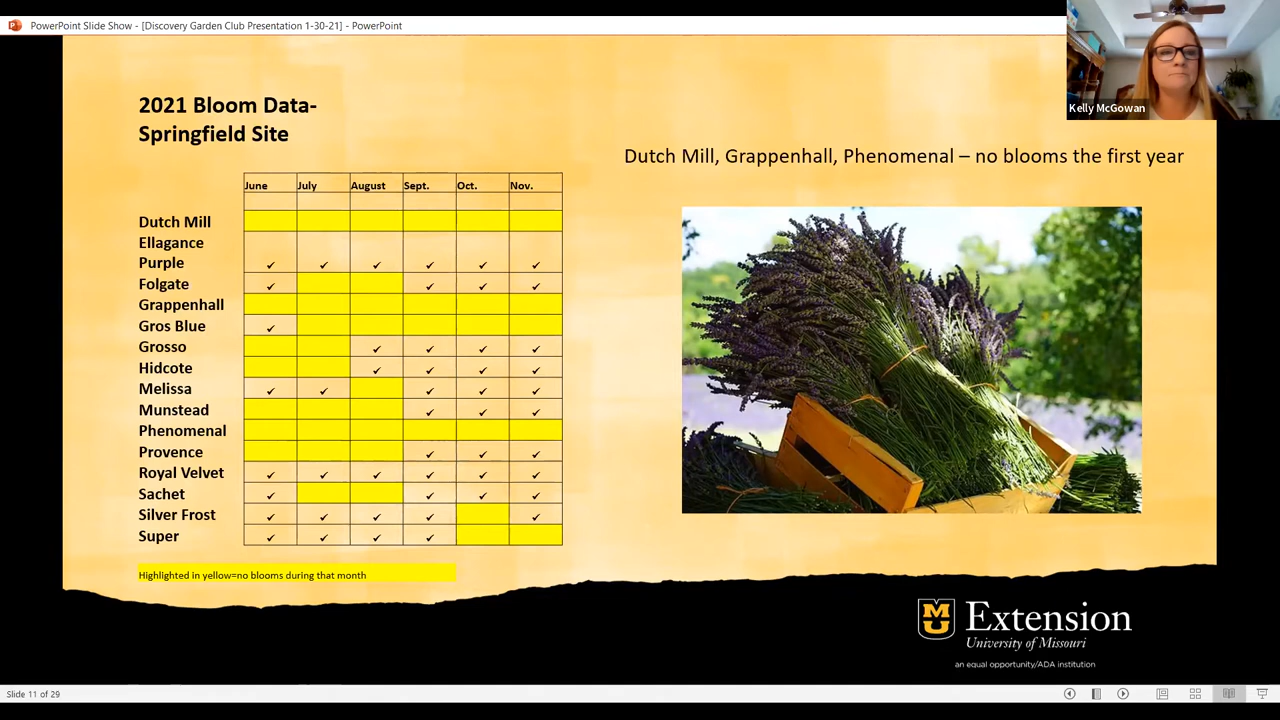 PowerPoint Slide Show - [Discovery Garden Club Presentation 1-30-21] - PowerPoint
Kelly McGowan
2021 Bloom Data-
Springfield Site
Dutch Mill, Grappenhall, Phenomenal – no blooms the first year
June July August Sept. Oct. Nov.
Dutch Mill
Ellagance
Purple ✓ ✓ ✓ ✓ ✓ ✓
Folgate ✓ ✓ ✓ ✓
Grappenhall
Gros Blue ✓
Grosso ✓ ✓ ✓ ✓
Hidcote ✓ ✓ ✓ ✓
Melissa ✓ ✓ ✓ ✓ ✓
Munstead ✓ ✓ ✓
Phenomenal
Provence ✓ ✓ ✓
Royal Velvet ✓ ✓ ✓ ✓ ✓ ✓
Sachet ✓ ✓ ✓ ✓
Silver Frost ✓ ✓ ✓ ✓ ✓
Super ✓ ✓ ✓ ✓
Highlighted in yellow=no blooms during that month
MU Extension
University of Missouri
an equal opportunity/ADA institution
Slide 11 of 29